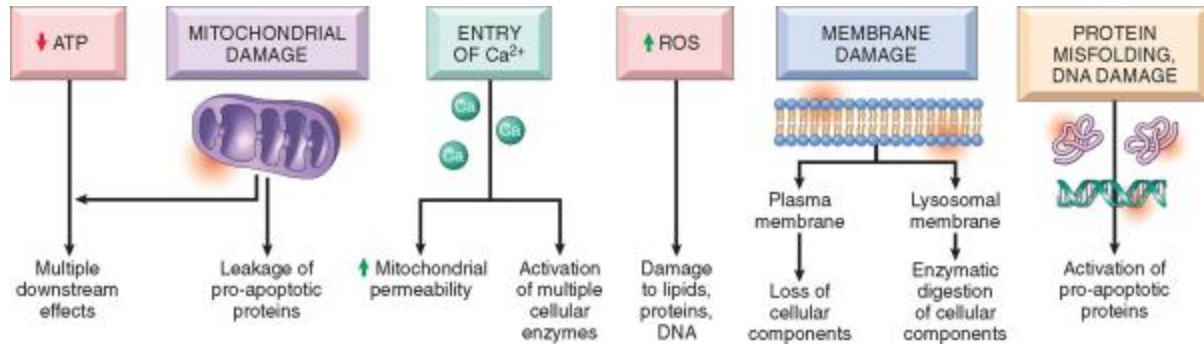 ↓ ATP
MITOCHONDRIAL
DAMAGE
ENTRY
OF Ca²⁺
↑ ROS
MEMBRANE
DAMAGE
PROTEIN
MISFOLDING,
DNA DAMAGE
Ca
Ca
Ca
Plasma
membrane
Lysosomal
membrane
Multiple
downstream
effects
Leakage of
pro-apoptotic
proteins
↑ Mitochondrial
permeability
Activation
of multiple
cellular
enzymes
Damage
to lipids,
proteins,
DNA
Loss of
cellular
components
Enzymatic
digestion
of cellular
components
Activation of
pro-apoptotic
proteins